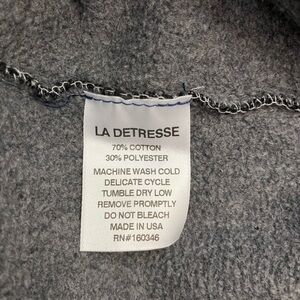 LA DETRESSE
70% COTTON
30% POLYESTER
MACHINE WASH COLD
DELICATE CYCLE
TUMBLE DRY LOW
REMOVE PROMPTLY
DO NOT BLEACH
MADE IN USA
RN#160346